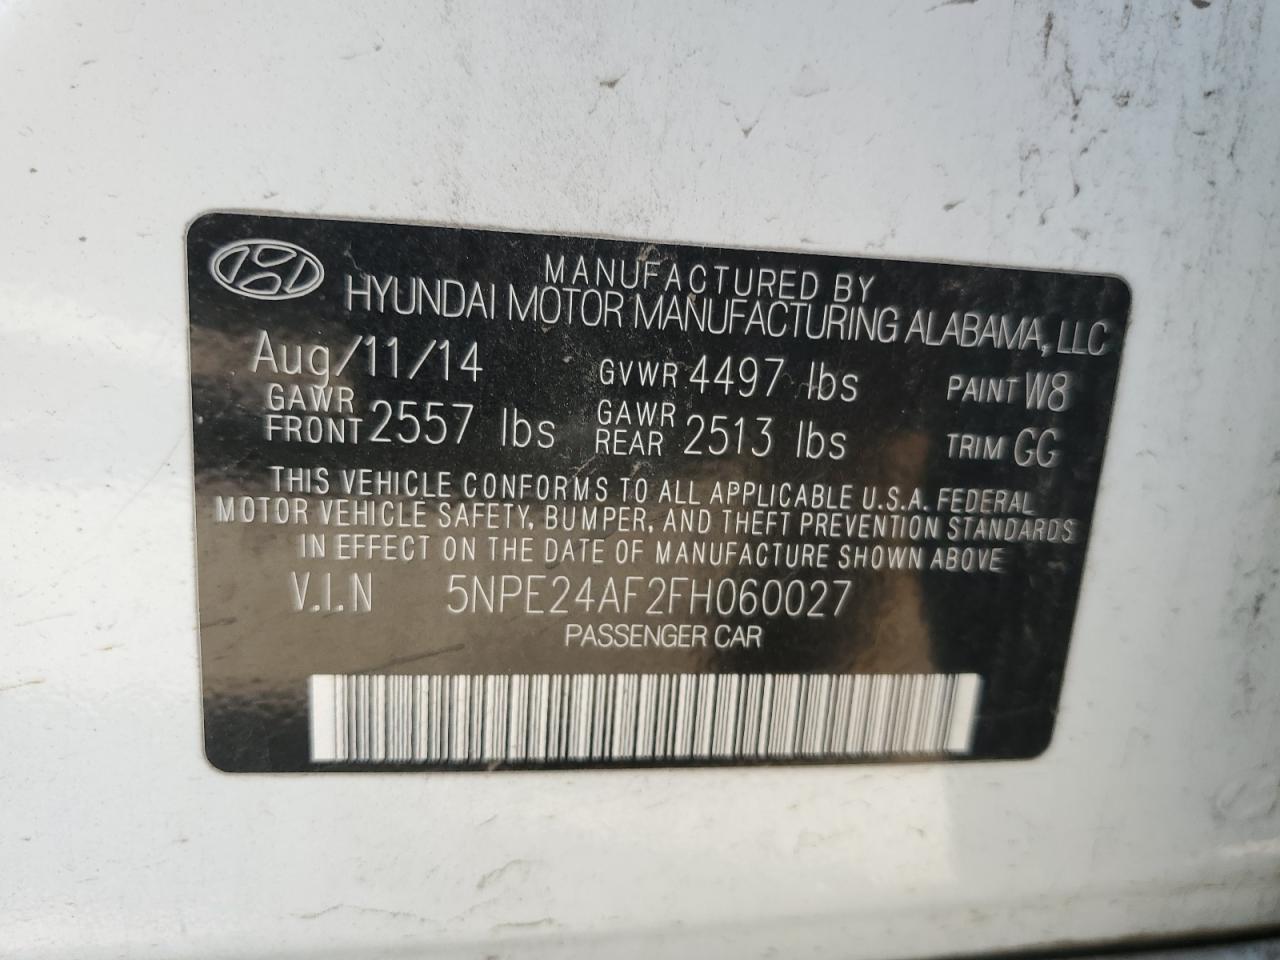 MANUFACTURED BY
HYUNDAI MOTOR MANUFACTURING ALABAMA, LLC
Aug/11/14 GVWR 4497 lbs PAINT W8
GAWR FRONT 2557 lbs GAWR REAR 2513 lbs TRIM GG
THIS VEHICLE CONFORMS TO ALL APPLICABLE U.S.A. FEDERAL
MOTOR VEHICLE SAFETY, BUMPER, AND THEFT PREVENTION STANDARDS
IN EFFECT ON THE DATE OF MANUFACTURE SHOWN ABOVE
V.I.N 5NPE24AF2FH060027
PASSENGER CAR